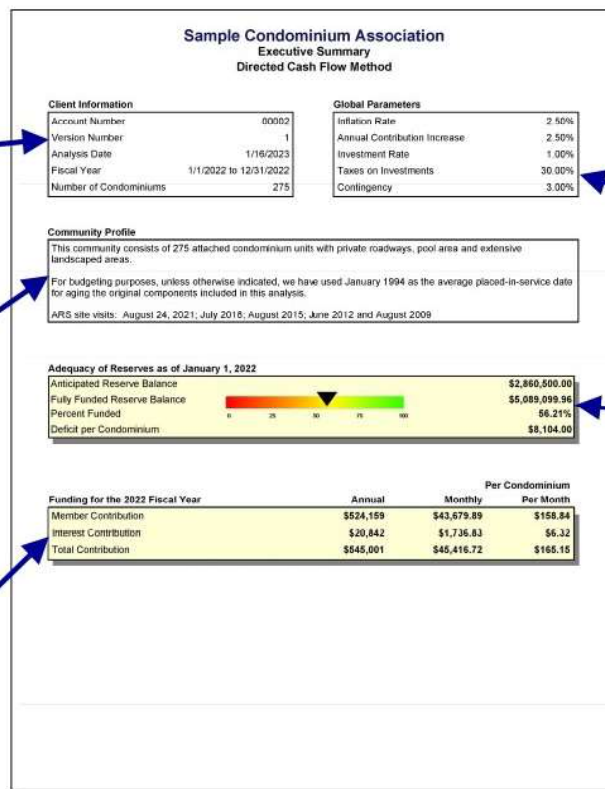 Sample Condominium Association
Executive Summary
Directed Cash Flow Method
Client Information
Account Number 00002
Version Number 1
Analysis Date 1/16/2023
Fiscal Year 1/1/2022 to 12/31/2022
Number of Condominiums 275
Global Parameters
Inflation Rate 2.50%
Annual Contribution Increase 2.50%
Investment Rate 1.00%
Taxes on Investments 30.00%
Contingency 3.00%
Community Profile
This community consists of 275 attached condominium units with private roadways, pool area and extensive
landscaped areas.
For budgeting purposes, unless otherwise indicated, we have used January 1994 as the average placed-in-service date
for aging the original components included in this analysis.
ARS site visits: August 24, 2021; July 2018; August 2015; June 2012 and August 2009
Adequacy of Reserves as of January 1, 2022
Anticipated Reserve Balance $2,860,500.00
Fully Funded Reserve Balance $5,089,099.96
Percent Funded 56.21%
0 25 50 75 100
Deficit per Condominium $8,104.00
Per Condominium
Funding for the 2022 Fiscal Year Annual Monthly Per Month
Member Contribution $524,159 $43,679.89 $158.84
Interest Contribution $20,842 $1,736.83 $6.32
Total Contribution $545,001 $45,416.72 $165.15